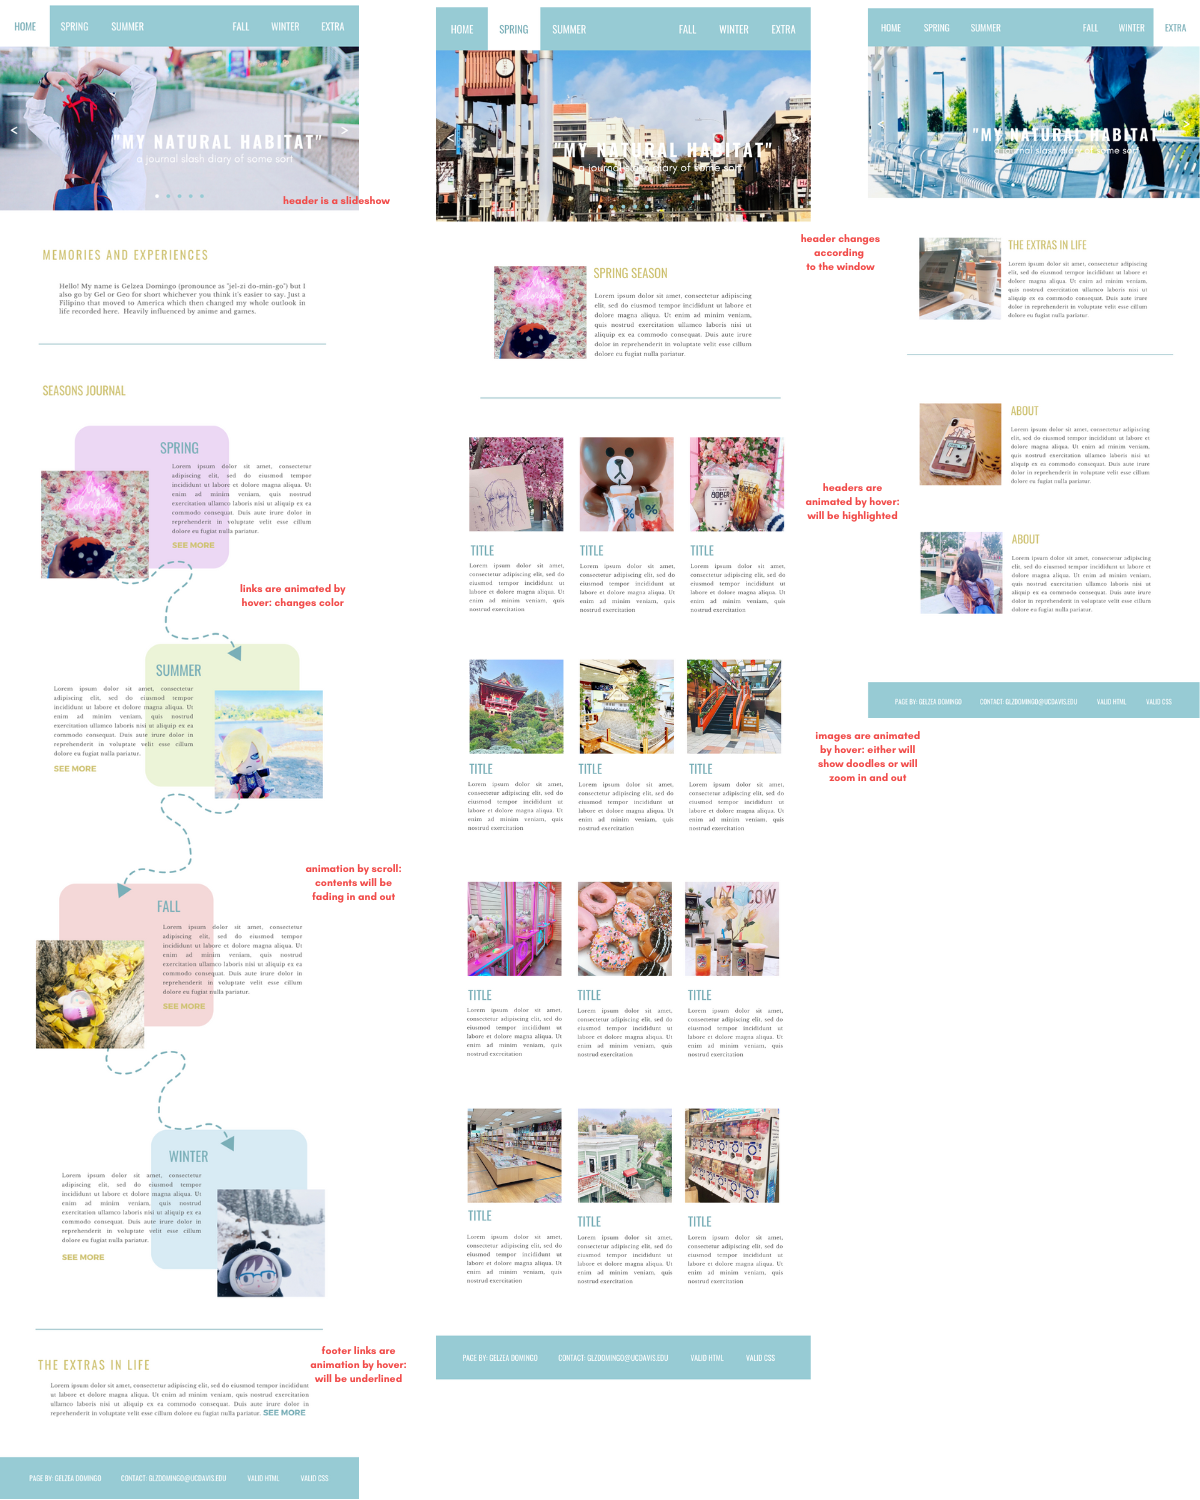 HOME SPRING SUMMER FALL WINTER EXTRA
< >
"MY NATURAL HABITAT"
a journal slash diary of some sort
header is a slideshow
MEMORIES AND EXPERIENCES
Hello! My name is Gelzea Domingo (pronounce as "jel-zi do-min-go") but I
also go by Gel or Geo for short whichever you think it's easier to say. Just a
Filipino that moved to America which then changed my whole outlook in
life recorded here. Heavily influenced by anime and games.
SEASONS JOURNAL
SPRING
Lorem ipsum dolor sit amet, consectetur
adipiscing elit, sed do eiusmod tempor
incididunt ut labore et dolore magna aliqua. Ut
enim ad minim veniam, quis nostrud
exercitation ullamco laboris nisi ut aliquip ex ea
commodo consequat. Duis aute irure dolor in
reprehenderit in voluptate velit esse cillum
dolore eu fugiat nulla pariatur.
SEE MORE
links are animated by
hover: changes color
SUMMER
Lorem ipsum dolor sit amet, consectetur
adipiscing elit, sed do eiusmod tempor
incididunt ut labore et dolore magna aliqua. Ut
enim ad minim veniam, quis nostrud
exercitation ullamco laboris nisi ut aliquip ex ea
commodo consequat. Duis aute irure dolor in
reprehenderit in voluptate velit esse cillum
dolore eu fugiat nulla pariatur.
SEE MORE
animation by scroll:
contents will be
fading in and out
FALL
Lorem ipsum dolor sit amet, consectetur
adipiscing elit, sed do eiusmod tempor
incididunt ut labore et dolore magna aliqua. Ut
enim ad minim veniam, quis nostrud
exercitation ullamco laboris nisi ut aliquip ex ea
commodo consequat. Duis aute irure dolor in
reprehenderit in voluptate velit esse cillum
dolore eu fugiat nulla pariatur.
SEE MORE
WINTER
Lorem ipsum dolor sit amet, consectetur
adipiscing elit, sed do eiusmod tempor
incididunt ut labore et dolore magna aliqua. Ut
enim ad minim veniam, quis nostrud
exercitation ullamco laboris nisi ut aliquip ex ea
commodo consequat. Duis aute irure dolor in
reprehenderit in voluptate velit esse cillum
dolore eu fugiat nulla pariatur.
SEE MORE
THE EXTRAS IN LIFE
Lorem ipsum dolor sit amet, consectetur adipiscing elit, sed do eiusmod tempor incididunt
ut labore et dolore magna aliqua. Ut enim ad minim veniam, quis nostrud exercitation
ullamco laboris nisi ut aliquip ex ea commodo consequat. Duis aute irure dolor in
reprehenderit in voluptate velit esse cillum dolore eu fugiat nulla pariatur. SEE MORE
footer links are
animation by hover:
will be underlined
PAGE BY: GELZEA DOMINGO CONTACT: GLZDOMINGO@UCDAVIS.EDU VALID HTML VALID CSS
HOME SPRING SUMMER FALL WINTER EXTRA
< >
"MY NATURAL HABITAT"
a journal slash diary of some sort
header changes
according
to the window
SPRING SEASON
Lorem ipsum dolor sit amet, consectetur adipiscing
elit, sed do eiusmod tempor incididunt ut labore et
dolore magna aliqua. Ut enim ad minim veniam,
quis nostrud exercitation ullamco laboris nisi ut
aliquip ex ea commodo consequat. Duis aute irure
dolor in reprehenderit in voluptate velit esse cillum
dolore eu fugiat nulla pariatur.
headers are
animated by hover:
will be highlighted
TITLE TITLE TITLE
Lorem ipsum dolor sit amet, Lorem ipsum dolor sit amet, Lorem ipsum dolor sit amet,
consectetur adipiscing elit, sed do consectetur adipiscing elit, sed do consectetur adipiscing elit, sed do
eiusmod tempor incididunt ut eiusmod tempor incididunt ut eiusmod tempor incididunt ut
labore et dolore magna aliqua. Ut labore et dolore magna aliqua. Ut labore et dolore magna aliqua. Ut
enim ad minim veniam, quis enim ad minim veniam, quis enim ad minim veniam, quis
nostrud exercitation nostrud exercitation nostrud exercitation
images are animated
by hover: either will
show doodles or will
zoom in and out
TITLE TITLE TITLE
Lorem ipsum dolor sit amet, Lorem ipsum dolor sit amet, Lorem ipsum dolor sit amet,
consectetur adipiscing elit, sed do consectetur adipiscing elit, sed do consectetur adipiscing elit, sed do
eiusmod tempor incididunt ut eiusmod tempor incididunt ut eiusmod tempor incididunt ut
labore et dolore magna aliqua. Ut labore et dolore magna aliqua. Ut labore et dolore magna aliqua. Ut
enim ad minim veniam, quis enim ad minim veniam, quis enim ad minim veniam, quis
nostrud exercitation nostrud exercitation nostrud exercitation
COW
TITLE TITLE TITLE
Lorem ipsum dolor sit amet, Lorem ipsum dolor sit amet, Lorem ipsum dolor sit amet,
consectetur adipiscing elit, sed do consectetur adipiscing elit, sed do consectetur adipiscing elit, sed do
eiusmod tempor incididunt ut eiusmod tempor incididunt ut eiusmod tempor incididunt ut
labore et dolore magna aliqua. Ut labore et dolore magna aliqua. Ut labore et dolore magna aliqua. Ut
enim ad minim veniam, quis enim ad minim veniam, quis enim ad minim veniam, quis
nostrud exercitation nostrud exercitation nostrud exercitation
TITLE TITLE TITLE
Lorem ipsum dolor sit amet, Lorem ipsum dolor sit amet, Lorem ipsum dolor sit amet,
consectetur adipiscing elit, sed do consectetur adipiscing elit, sed do consectetur adipiscing elit, sed do
eiusmod tempor incididunt ut eiusmod tempor incididunt ut eiusmod tempor incididunt ut
labore et dolore magna aliqua. Ut labore et dolore magna aliqua. Ut labore et dolore magna aliqua. Ut
enim ad minim veniam, quis enim ad minim veniam, quis enim ad minim veniam, quis
nostrud exercitation nostrud exercitation nostrud exercitation
PAGE BY: GELZEA DOMINGO CONTACT: GLZDOMINGO@UCDAVIS.EDU VALID HTML VALID CSS
HOME SPRING SUMMER FALL WINTER EXTRA
< >
"MY NATURAL HABITAT"
a journal slash diary of some sort
THE EXTRAS IN LIFE
Lorem ipsum dolor sit amet, consectetur adipiscing
elit, sed do eiusmod tempor incididunt ut labore et
dolore magna aliqua. Ut enim ad minim veniam,
quis nostrud exercitation ullamco laboris nisi ut
aliquip ex ea commodo consequat. Duis aute irure
dolor in reprehenderit in voluptate velit esse cillum
dolore eu fugiat nulla pariatur.
ABOUT
Lorem ipsum dolor sit amet, consectetur adipiscing
elit, sed do eiusmod tempor incididunt ut labore et
dolore magna aliqua. Ut enim ad minim veniam,
quis nostrud exercitation ullamco laboris nisi ut
aliquip ex ea commodo consequat. Duis aute irure
dolor in reprehenderit in voluptate velit esse cillum
dolore eu fugiat nulla pariatur.
ABOUT
Lorem ipsum dolor sit amet, consectetur adipiscing
elit, sed do eiusmod tempor incididunt ut labore et
dolore magna aliqua. Ut enim ad minim veniam,
quis nostrud exercitation ullamco laboris nisi ut
aliquip ex ea commodo consequat. Duis aute irure
dolor in reprehenderit in voluptate velit esse cillum
dolore eu fugiat nulla pariatur.
PAGE BY: GELZEA DOMINGO CONTACT: GLZDOMINGO@UCDAVIS.EDU VALID HTML VALID CSS